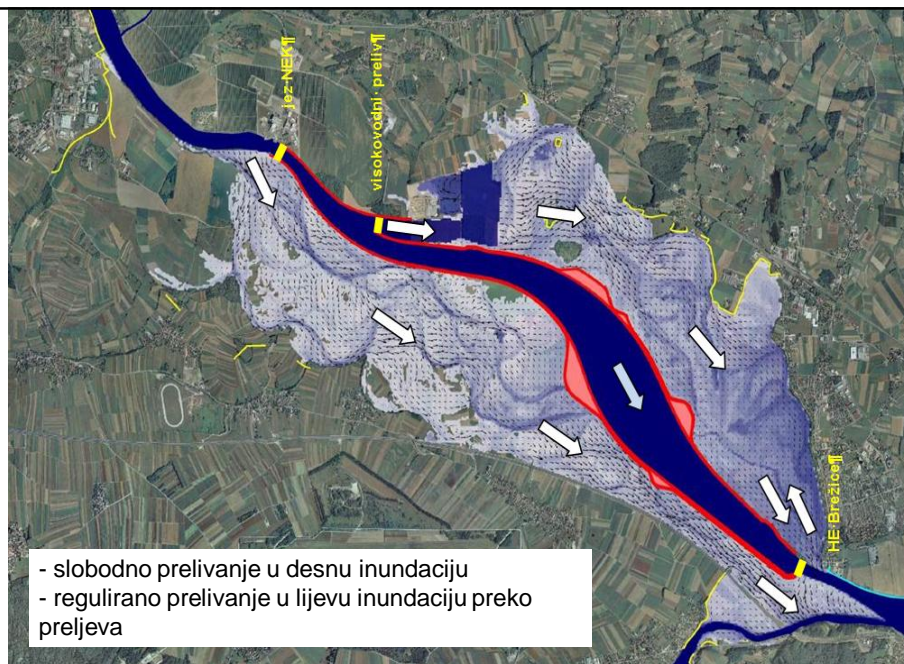 jez·NEK¶
visokovodni·preliv¶
HE·Brežice¶
- slobodno prelivanje u desnu inundaciju
- regulirano prelivanje u lijevu inundaciju preko
preljeva